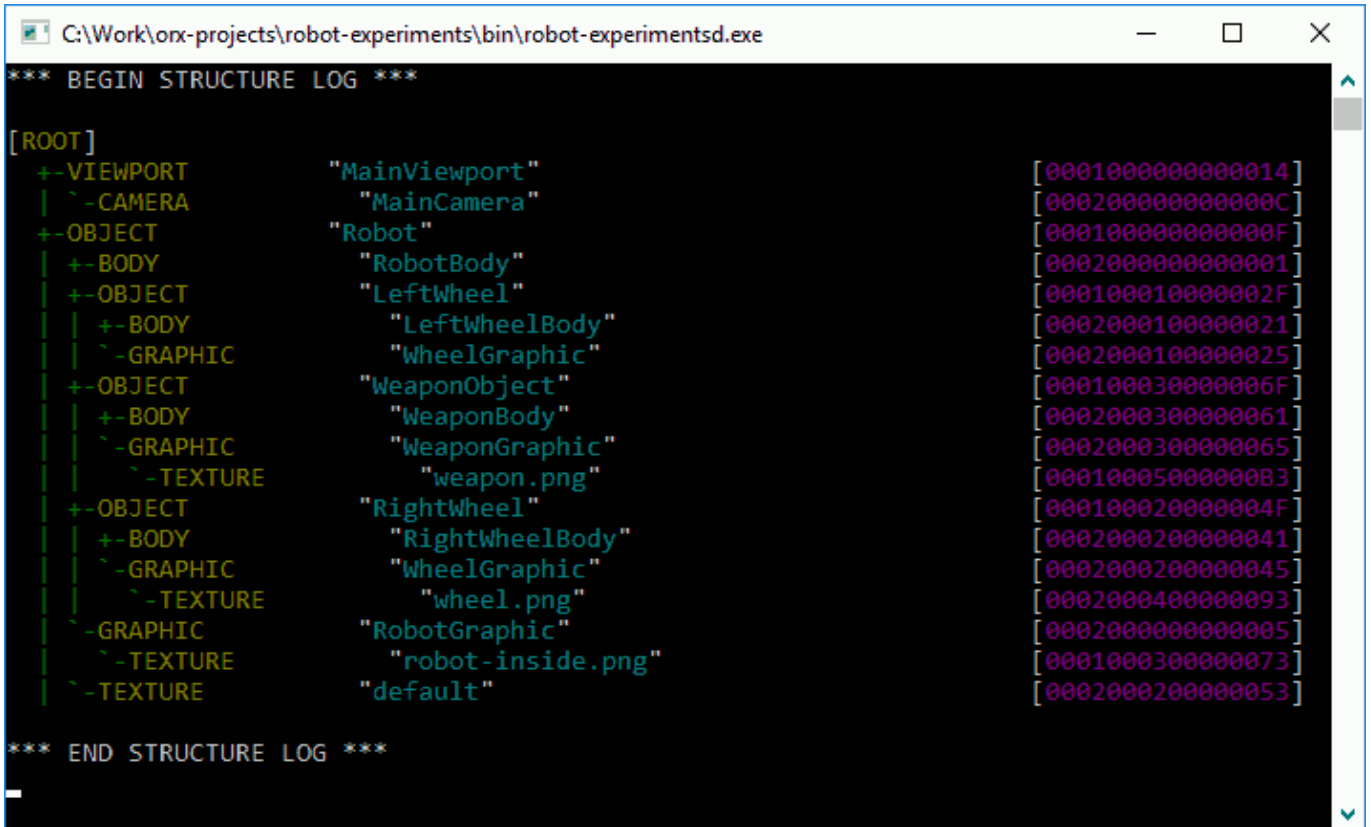 C:\Work\orx-projects\robot-experiments\bin\robot-experimentsd.exe
*** BEGIN STRUCTURE LOG ***
[ROOT]
+-VIEWPORT "MainViewport" [0001000000000014]
| `-CAMERA "MainCamera" [000200000000000C]
+-OBJECT "Robot" [000100000000000F]
| +-BODY "RobotBody" [0002000000000001]
| +-OBJECT "LeftWheel" [000100010000002F]
| | +-BODY "LeftWheelBody" [0002000100000021]
| | `-GRAPHIC "WheelGraphic" [0002000100000025]
| +-OBJECT "WeaponObject" [000100030000006F]
| | +-BODY "WeaponBody" [0002000300000061]
| | `-GRAPHIC "WeaponGraphic" [0002000300000065]
| | `-TEXTURE "weapon.png" [00010005000000B3]
| +-OBJECT "RightWheel" [000100020000004F]
| | +-BODY "RightWheelBody" [0002000200000041]
| | `-GRAPHIC "WheelGraphic" [0002000200000045]
| | `-TEXTURE "wheel.png" [0002000400000093]
| `-GRAPHIC "RobotGraphic" [0002000000000005]
| `-TEXTURE "robot-inside.png" [0001000300000073]
| `-TEXTURE "default" [0002000200000053]
*** END STRUCTURE LOG ***